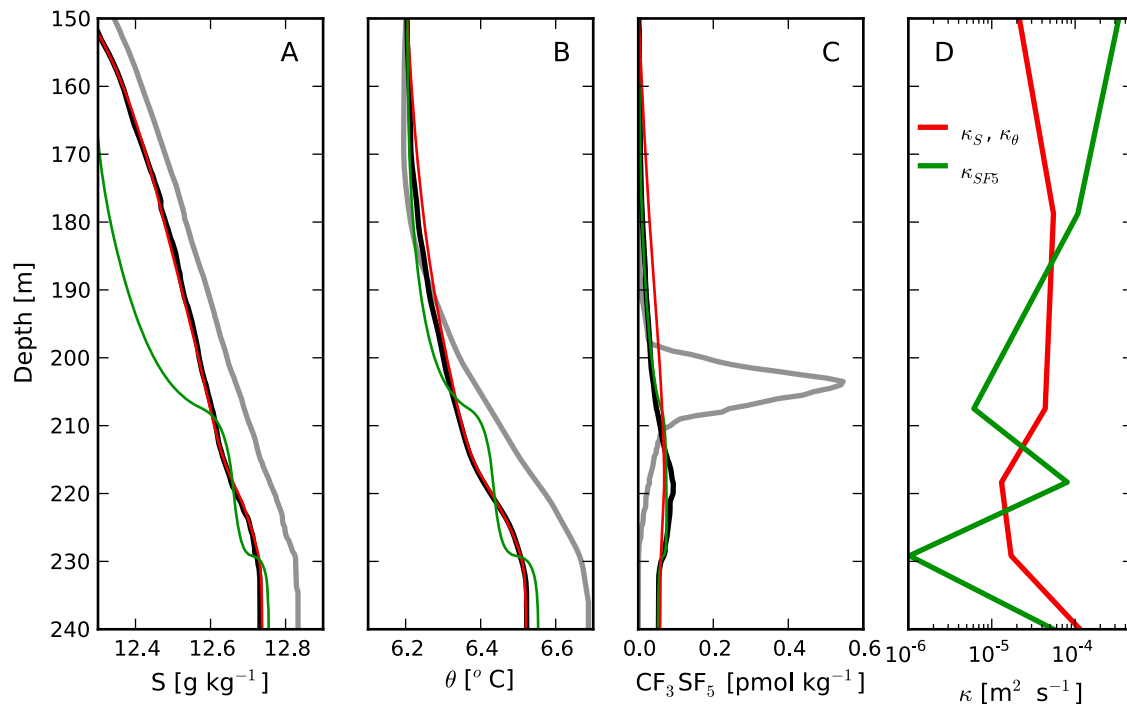 A B C D
150
160
170
180
190
200
210
220
230
240
Depth [m]
κ_S, κ_θ
κ_{SF5}
12.4 12.6 12.8
6.2 6.4 6.6
0.0 0.2 0.4 0.6
10⁻⁶ 10⁻⁵ 10⁻⁴
S [g kg⁻¹]
θ [° C]
CF₃SF₅ [pmol kg⁻¹]
κ [m² s⁻¹]